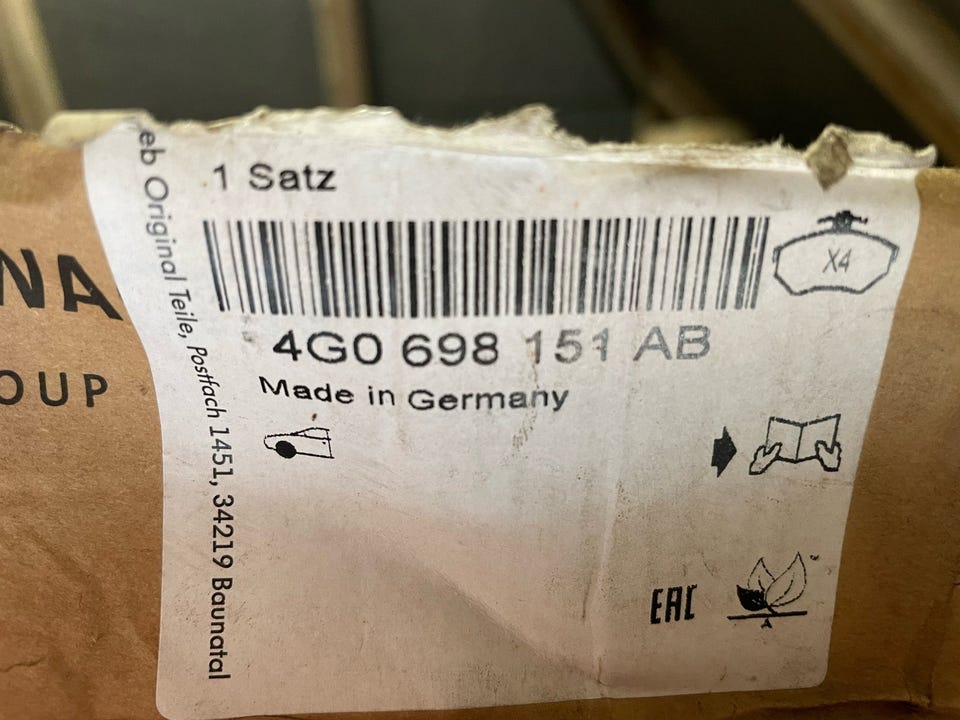 1 Satz
X4
4G0 698 151 AB
Made in Germany
EAC
eb Original Teile, Postfach 1451, 34219 Baunatal
NA
OUP